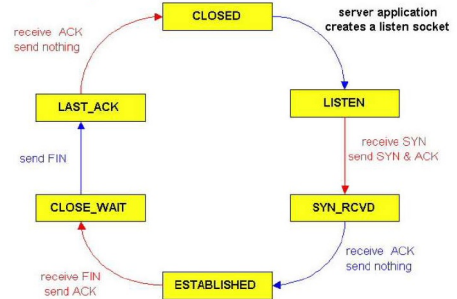 CLOSED
server application
creates a listen socket
receive ACK
send nothing
LAST_ACK
LISTEN
receive SYN
send SYN & ACK
send FIN
CLOSE_WAIT
SYN_RCVD
receive ACK
send nothing
receive FIN
send ACK
ESTABLISHED